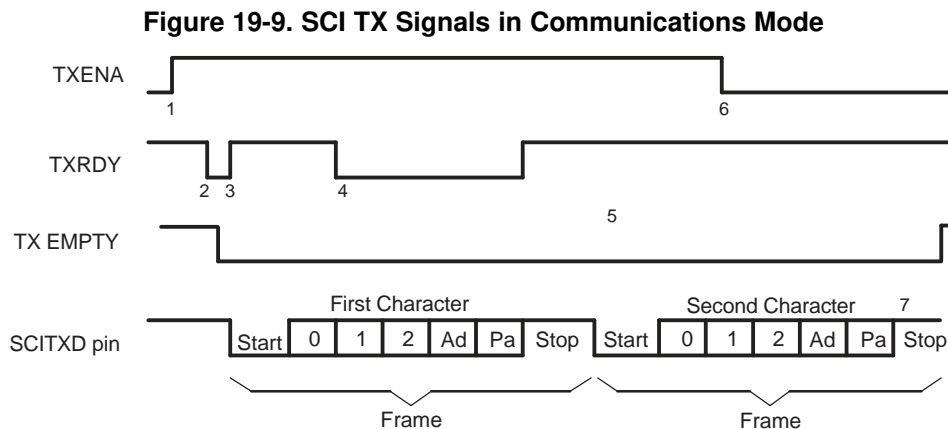 Figure 19-9. SCI TX Signals in Communications Mode
TXENA
1
6
TXRDY
2 3
4
5
TX EMPTY
First Character
Second Character 7
SCITXD pin Start 0 1 2 Ad Pa Stop Start 0 1 2 Ad Pa Stop
Frame Frame